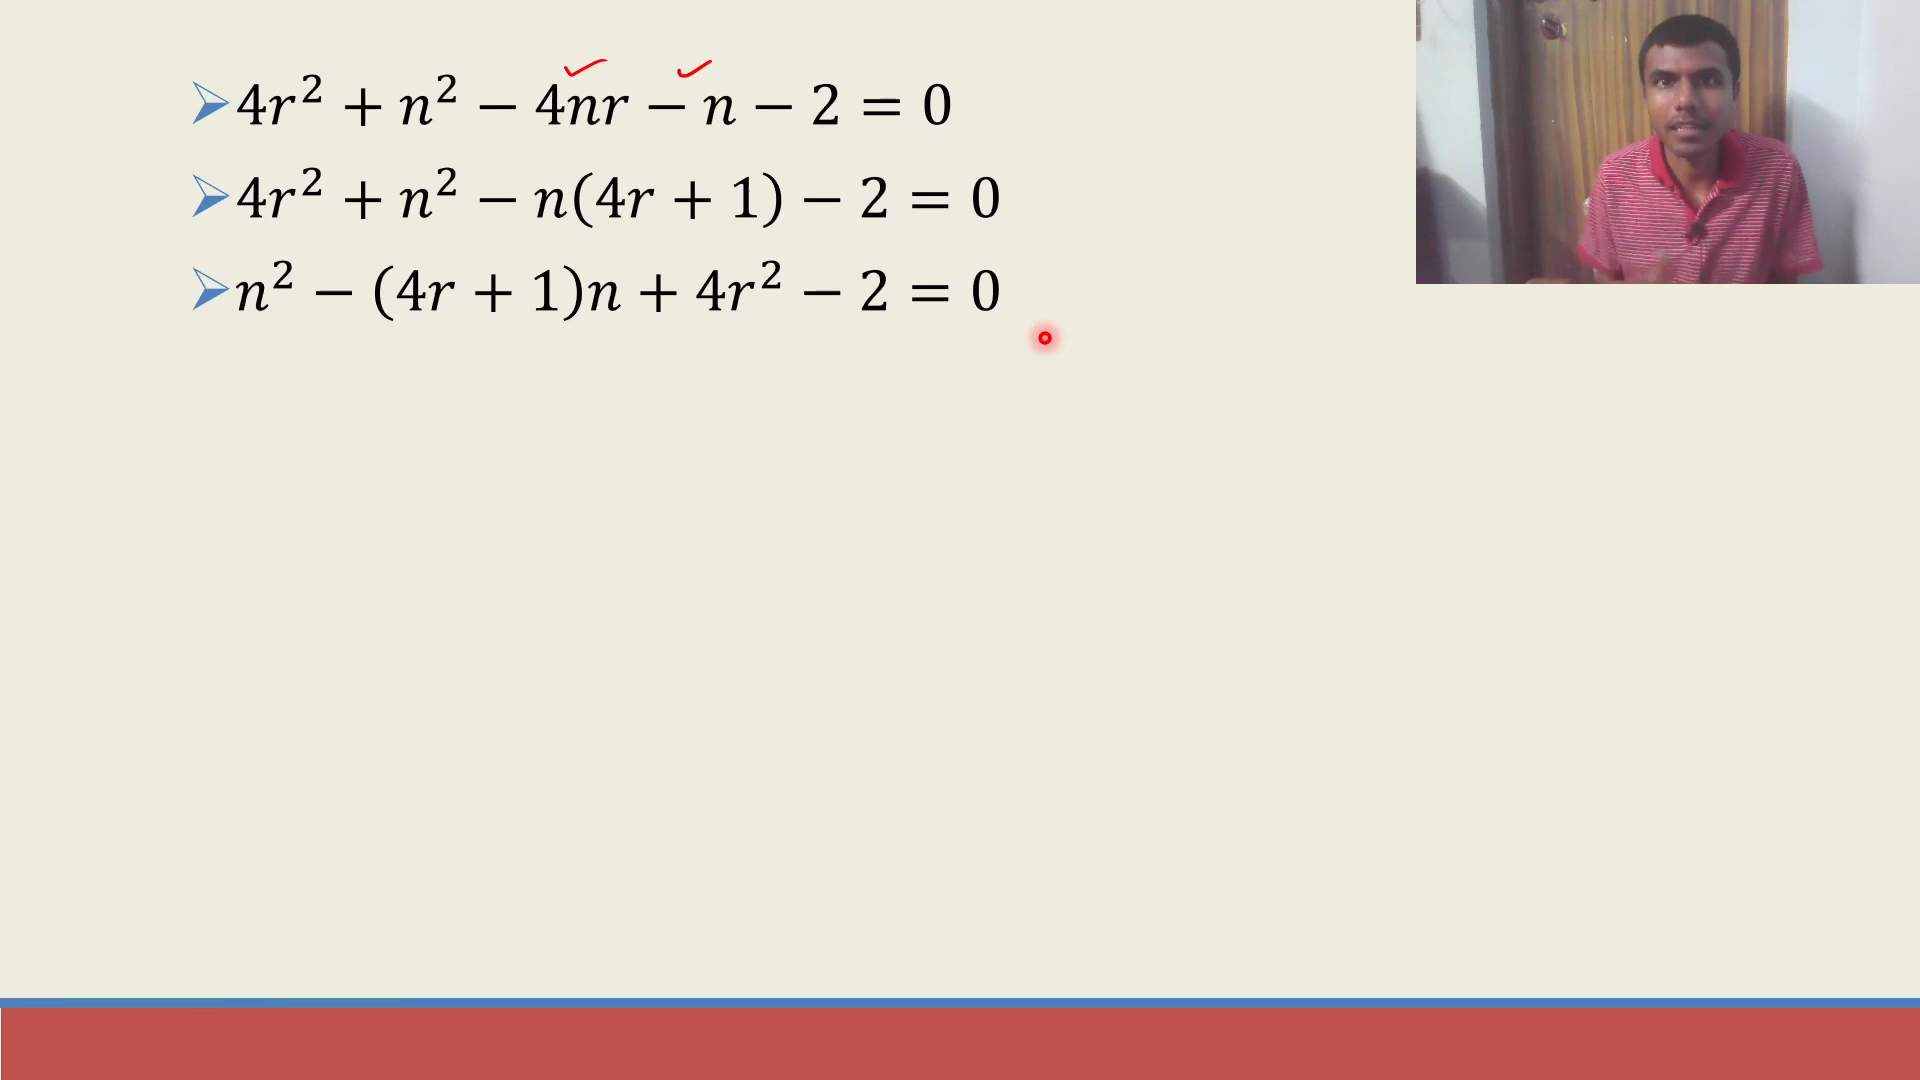 4r² + n² − 4nr − n − 2 = 0
4r² + n² − n(4r + 1) − 2 = 0
n² − (4r + 1)n + 4r² − 2 = 0